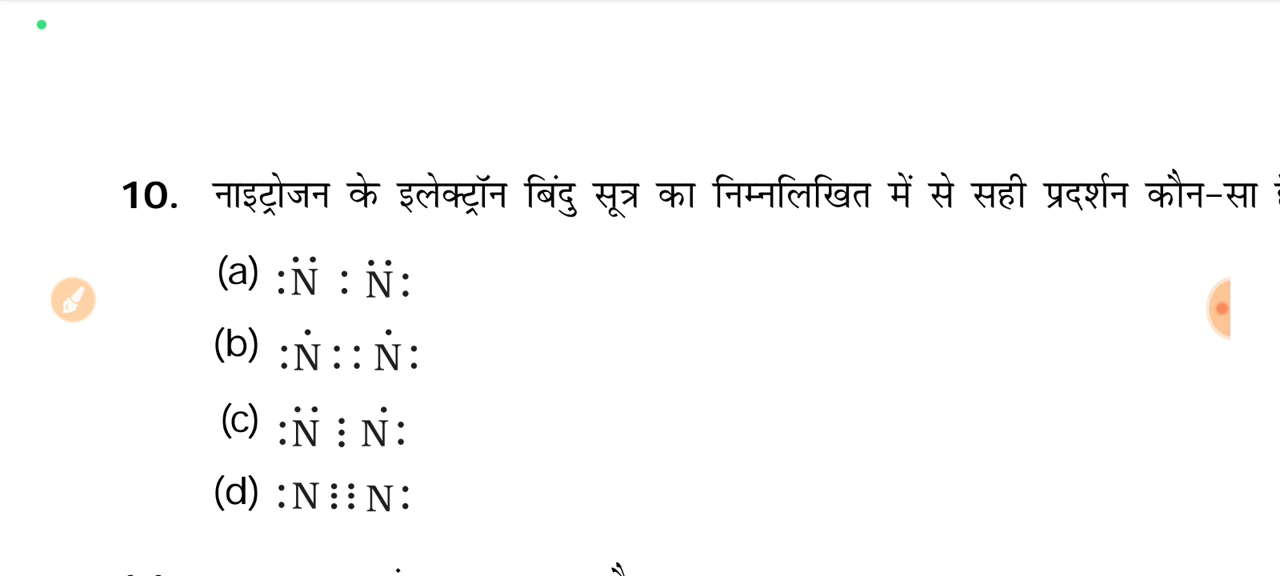 10. नाइट्रोजन के इलेक्ट्रॉन बिंदु सूत्र का निम्नलिखित में से सही प्रदर्शन कौन-सा
(a) :N̈ : N̈:
(b) :Ṅ : : Ṅ:
(c) :N̈ ⋮ Ṅ:
(d) :N⋮⋮N: